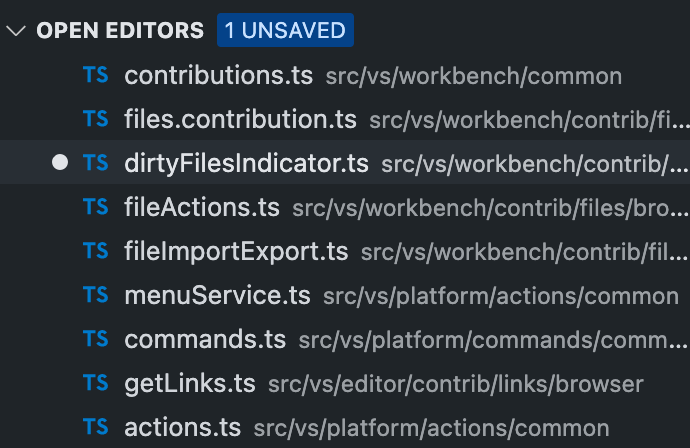 OPEN EDITORS 1 UNSAVED
TS contributions.ts src/vs/workbench/common
TS files.contribution.ts src/vs/workbench/contrib/fi...
TS dirtyFilesIndicator.ts src/vs/workbench/contrib/...
TS fileActions.ts src/vs/workbench/contrib/files/bro...
TS fileImportExport.ts src/vs/workbench/contrib/fil...
TS menuService.ts src/vs/platform/actions/common
TS commands.ts src/vs/platform/commands/comm...
TS getLinks.ts src/vs/editor/contrib/links/browser
TS actions.ts src/vs/platform/actions/common